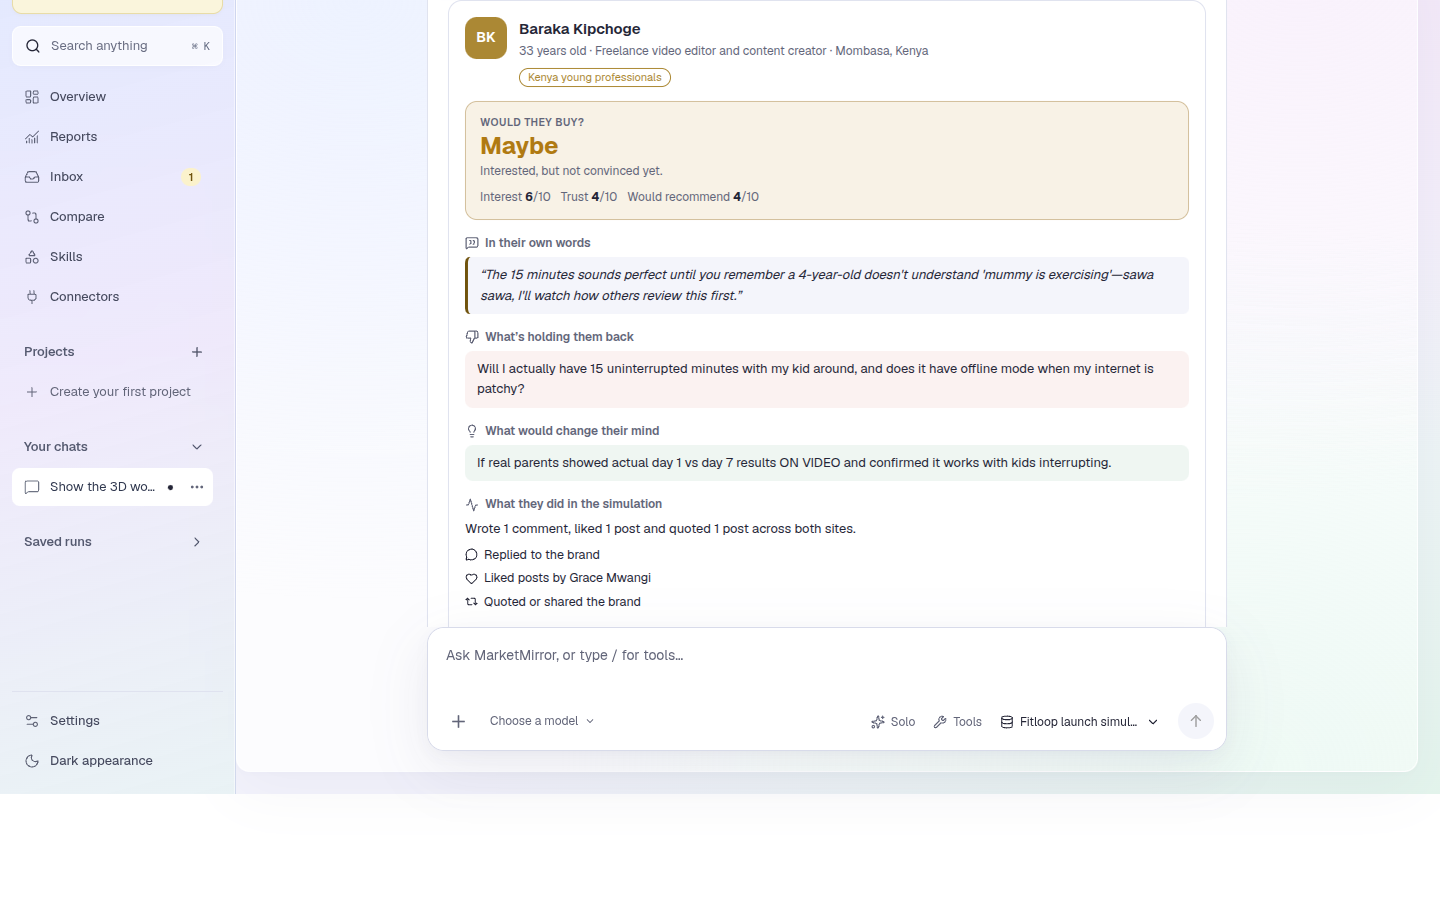 Search anything
⌘ K
Overview
Reports
Inbox
1
Compare
Skills
Connectors
Projects
Create your first project
Your chats
Show the 3D wo...
Saved runs
Settings
Dark appearance
BK
Baraka Kipchoge
33 years old · Freelance video editor and content creator · Mombasa, Kenya
Kenya young professionals
WOULD THEY BUY?
Maybe
Interested, but not convinced yet.
Interest 6/10 Trust 4/10 Would recommend 4/10
In their own words
“The 15 minutes sounds perfect until you remember a 4-year-old doesn't understand 'mummy is exercising'—sawa
sawa, I'll watch how others review this first.”
What's holding them back
Will I actually have 15 uninterrupted minutes with my kid around, and does it have offline mode when my internet is
patchy?
What would change their mind
If real parents showed actual day 1 vs day 7 results ON VIDEO and confirmed it works with kids interrupting.
What they did in the simulation
Wrote 1 comment, liked 1 post and quoted 1 post across both sites.
Replied to the brand
Liked posts by Grace Mwangi
Quoted or shared the brand
Ask MarketMirror, or type / for tools...
Choose a model
Solo
Tools
Fitloop launch simul...